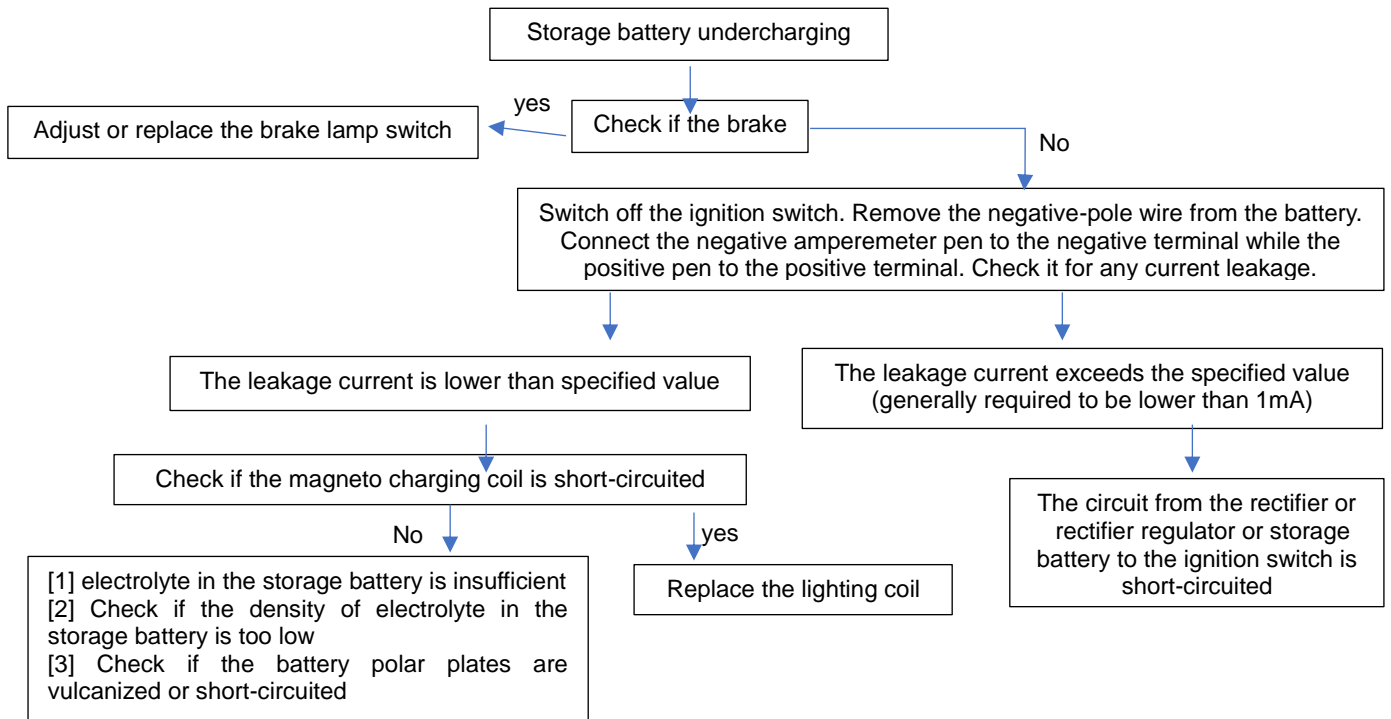 Storage battery undercharging
yes
Check if the brake
Adjust or replace the brake lamp switch
No
Switch off the ignition switch. Remove the negative-pole wire from the battery.
Connect the negative amperemeter pen to the negative terminal while the
positive pen to the positive terminal. Check it for any current leakage.
The leakage current is lower than specified value
The leakage current exceeds the specified value
(generally required to be lower than 1mA)
Check if the magneto charging coil is short-circuited
The circuit from the rectifier or
rectifier regulator or storage
battery to the ignition switch is
short-circuited
No
yes
[1] electrolyte in the storage battery is insufficient
[2] Check if the density of electrolyte in the
storage battery is too low
[3] Check if the battery polar plates are
vulcanized or short-circuited
Replace the lighting coil